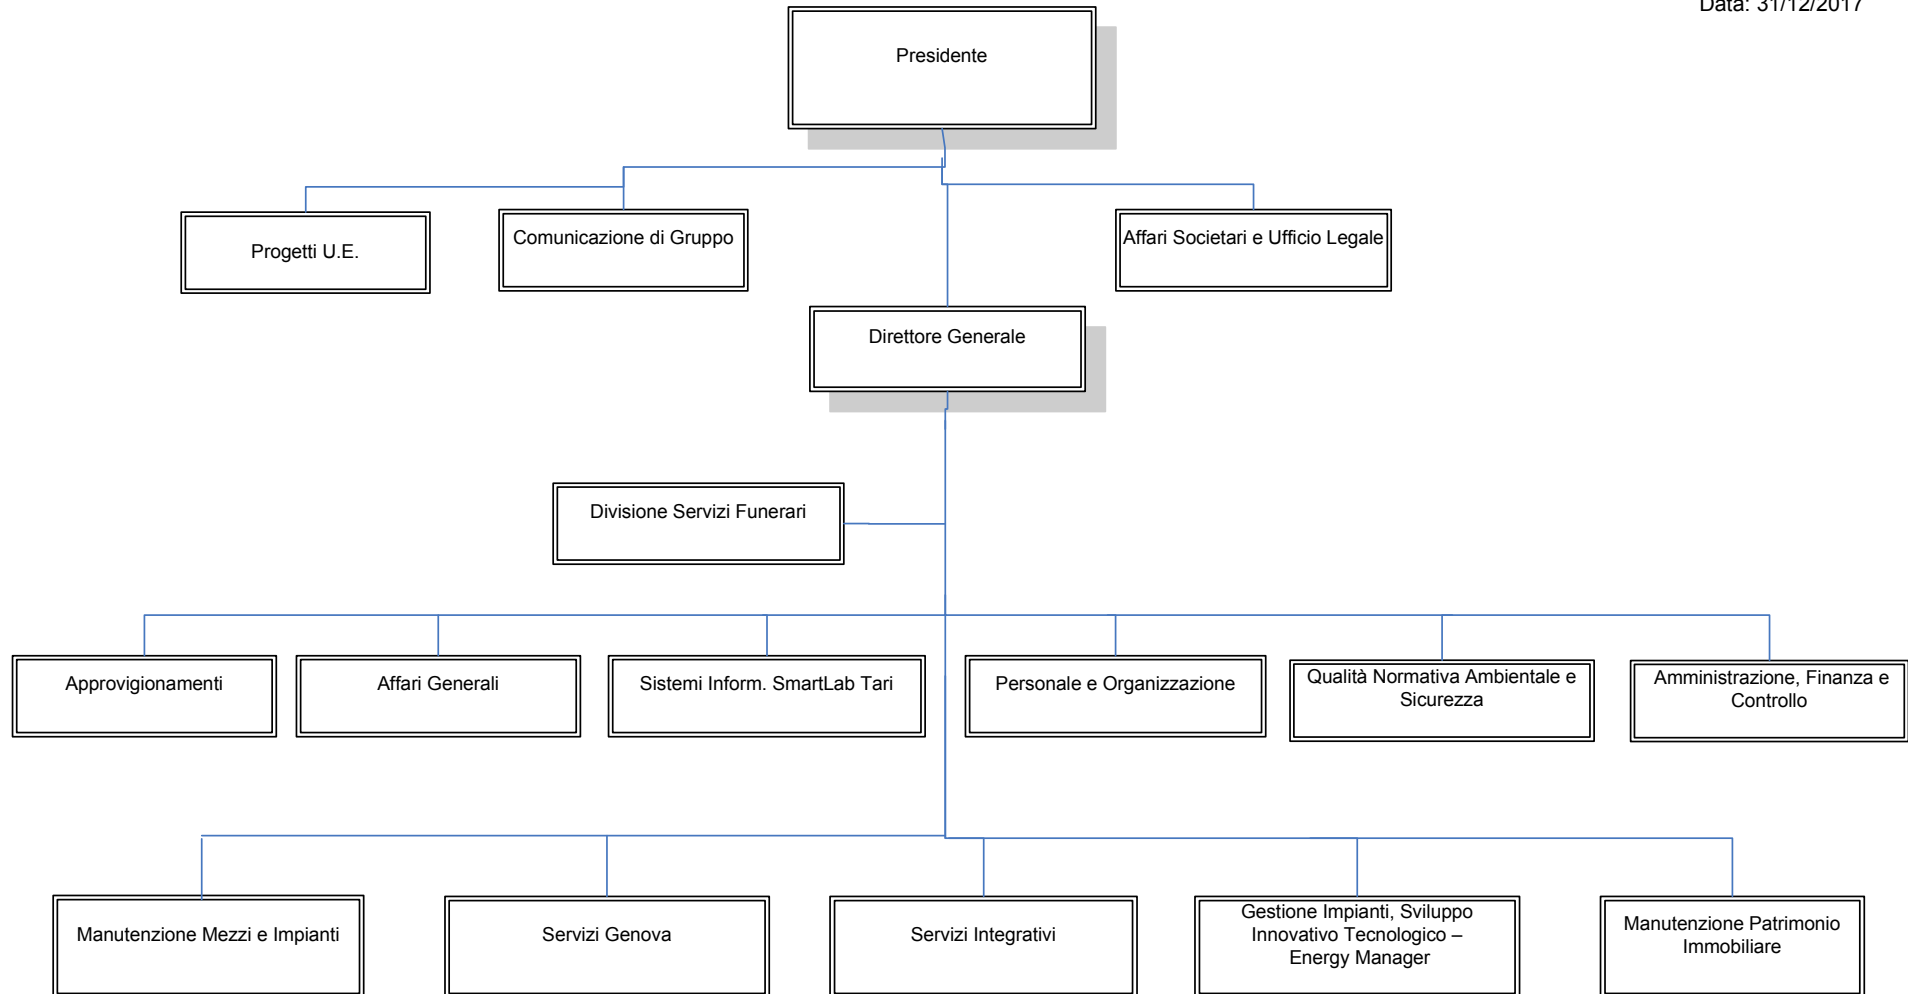 Data: 31/12/2017
Presidente
Progetti U.E.
Comunicazione di Gruppo
Affari Societari e Ufficio Legale
Direttore Generale
Divisione Servizi Funerari
Approvigionamenti
Affari Generali
Sistemi Inform. SmartLab Tari
Personale e Organizzazione
Qualità Normativa Ambientale e
Sicurezza
Amministrazione, Finanza e
Controllo
Manutenzione Mezzi e Impianti
Servizi Genova
Servizi Integrativi
Gestione Impianti, Sviluppo
Innovativo Tecnologico –
Energy Manager
Manutenzione Patrimonio
Immobiliare